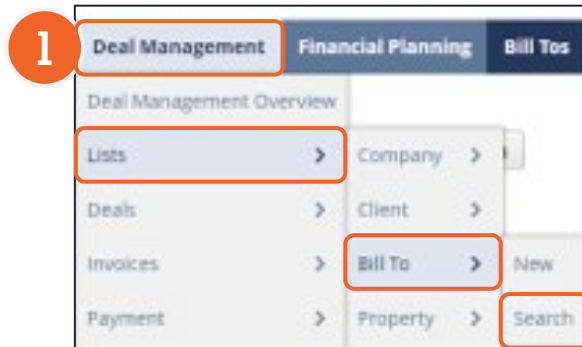 1
Deal Management Financial Planning Bill Tos
Deal Management Overview
Lists > Company >
Deals > Client >
Invoices > Bill To > New
Payment > Property > Search